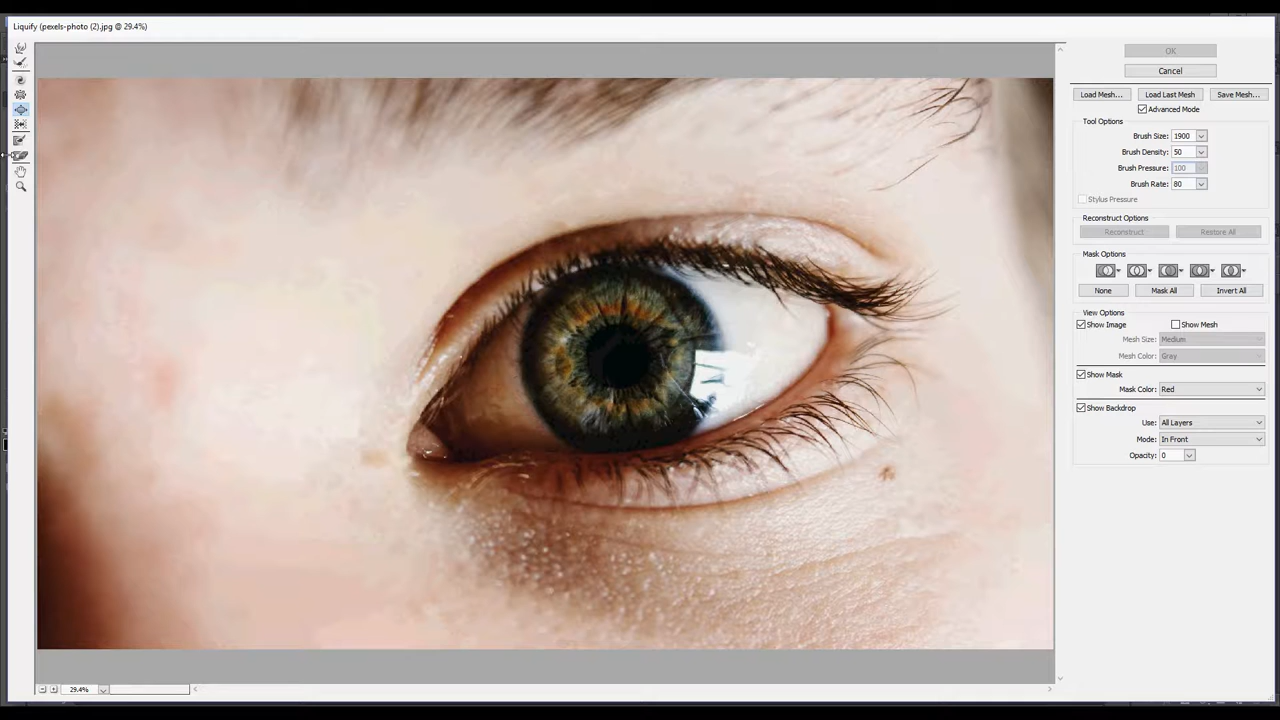 Liquify (pexels-photo (2).jpg @ 29.4%)
OK
Cancel
Load Mesh...
Load Last Mesh
Save Mesh...
Advanced Mode
Tool Options
Brush Size: 1900
Brush Density: 50
Brush Pressure: 100
Brush Rate: 80
Stylus Pressure
Reconstruct Options
Reconstruct
Restore All
Mask Options
None
Mask All
Invert All
View Options
Show Image
Show Mesh
Mesh Size: Medium
Mesh Color: Gray
Show Mask
Mask Color: Red
Show Backdrop
Use: All Layers
Mode: In Front
Opacity: 0
29.4%